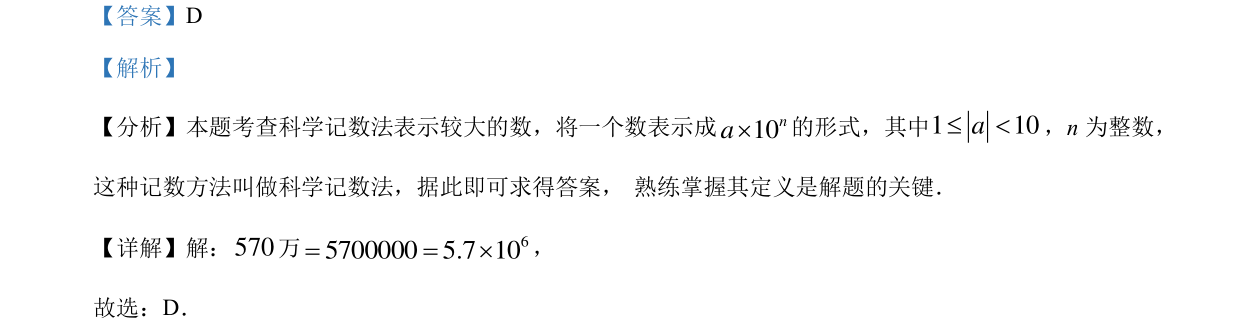 【答案】D
【解析】
【分析】本题考查科学记数法表示较大的数，将一个数表示成a×10ⁿ的形式，其中1≤|a|<10，n 为整数，
这种记数方法叫做科学记数法，据此即可求得答案， 熟练掌握其定义是解题的关键．
【详解】解：570万=5700000=5.7×10⁶，
故选：D．